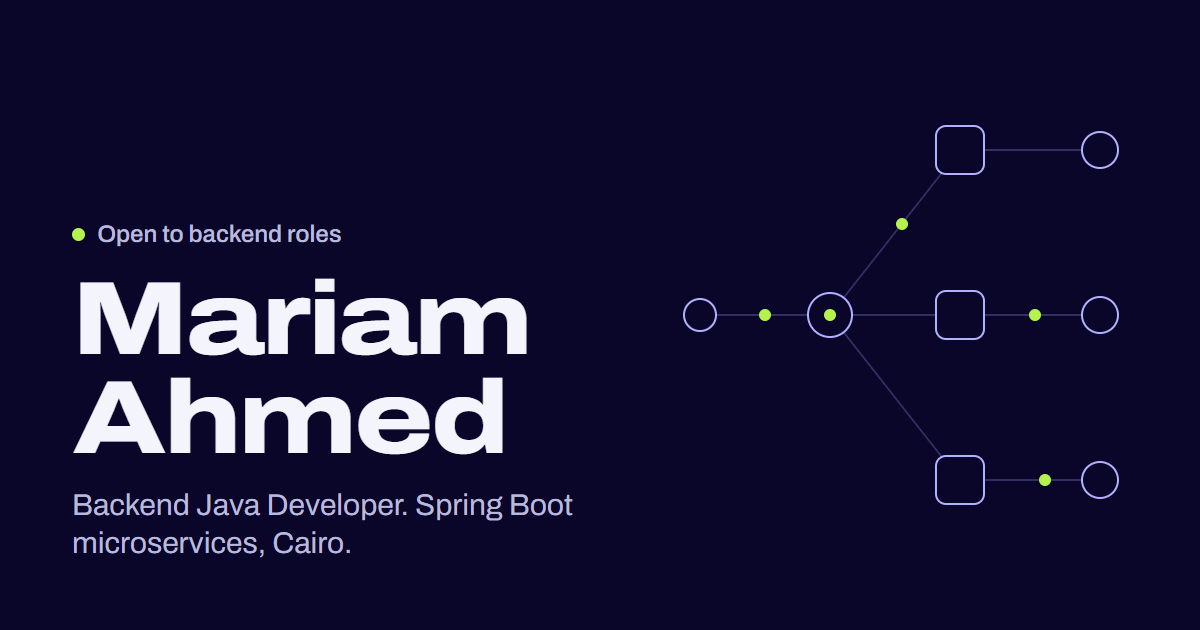 Open to backend roles
Mariam
Ahmed
Backend Java Developer. Spring Boot
microservices, Cairo.